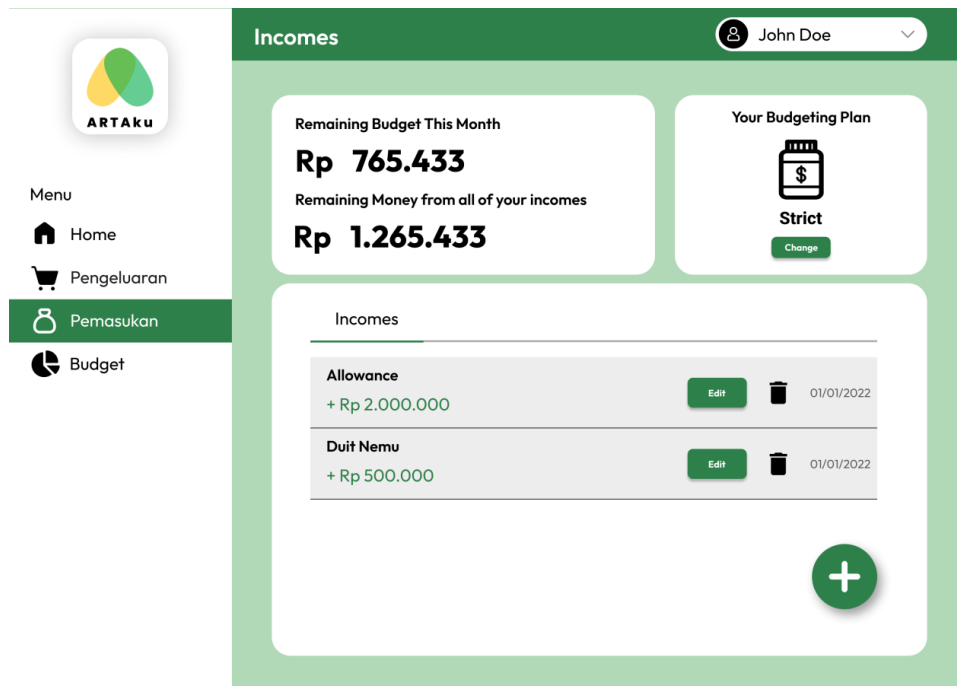 ARTAku
Menu
Home
Pengeluaran
Pemasukan
Budget
Incomes
John Doe
Remaining Budget This Month
Rp 765.433
Remaining Money from all of your incomes
Rp 1.265.433
Your Budgeting Plan
$
Strict
Change
Incomes
Allowance
+ Rp 2.000.000
Edit
01/01/2022
Duit Nemu
+ Rp 500.000
Edit
01/01/2022